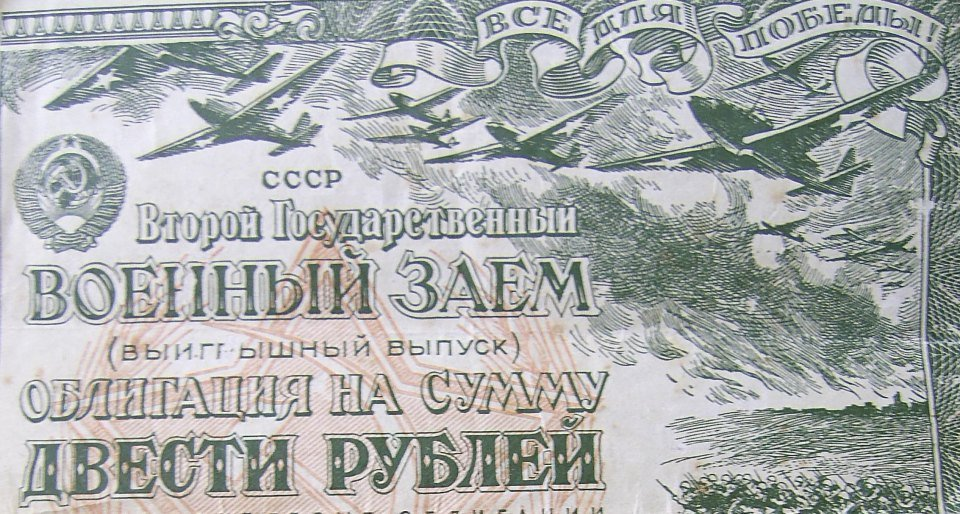 ВСЕ ДЛЯ ПОБЕДЫ!
СССР
Второй Государственный
ВОЕННЫЙ ЗАЕМ
(ВЫИГРЫШНЫЙ ВЫПУСК)
ОБЛИГАЦИЯ НА СУММУ
ДВЕСТИ РУБЛЕЙ